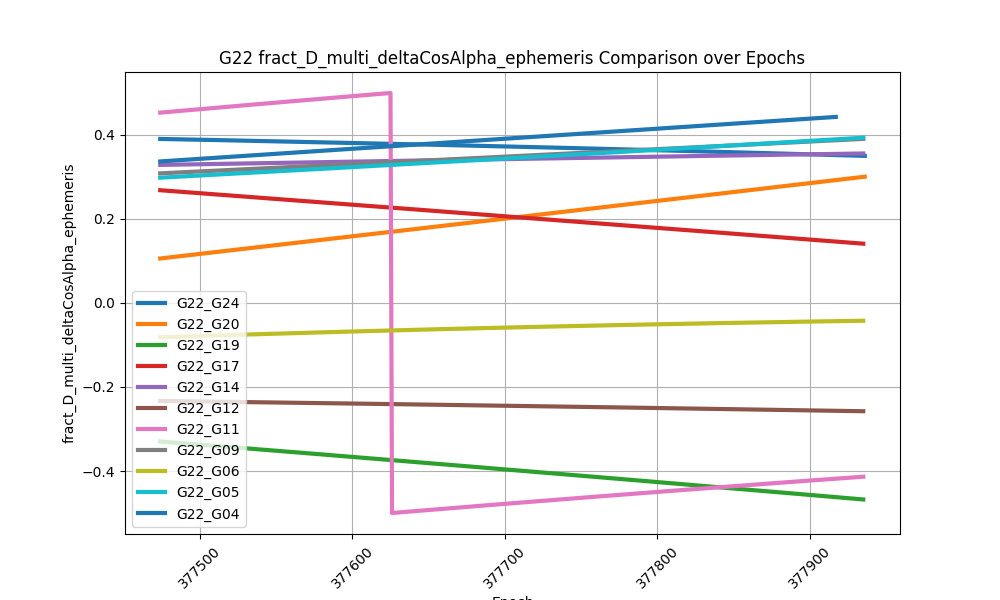 G22 fract_D_multi_deltaCosAlpha_ephemeris Comparison over Epochs
fract_D_multi_deltaCosAlpha_ephemeris
0.4
0.2
0.0
−0.2
−0.4
G22_G24
G22_G20
G22_G19
G22_G17
G22_G14
G22_G12
G22_G11
G22_G09
G22_G06
G22_G05
G22_G04
377500
377600
377700
377800
377900
Epoch